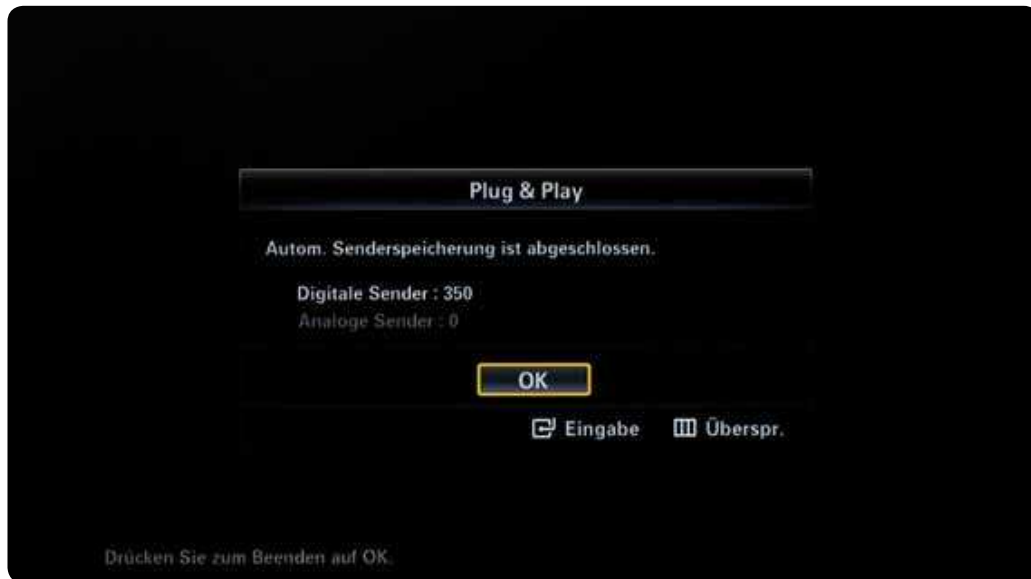 Plug & Play
Autom. Senderspeicherung ist abgeschlossen.
Digitale Sender : 350
Analoge Sender : 0
OK
Eingabe Überspr.
Drücken Sie zum Beenden auf OK.